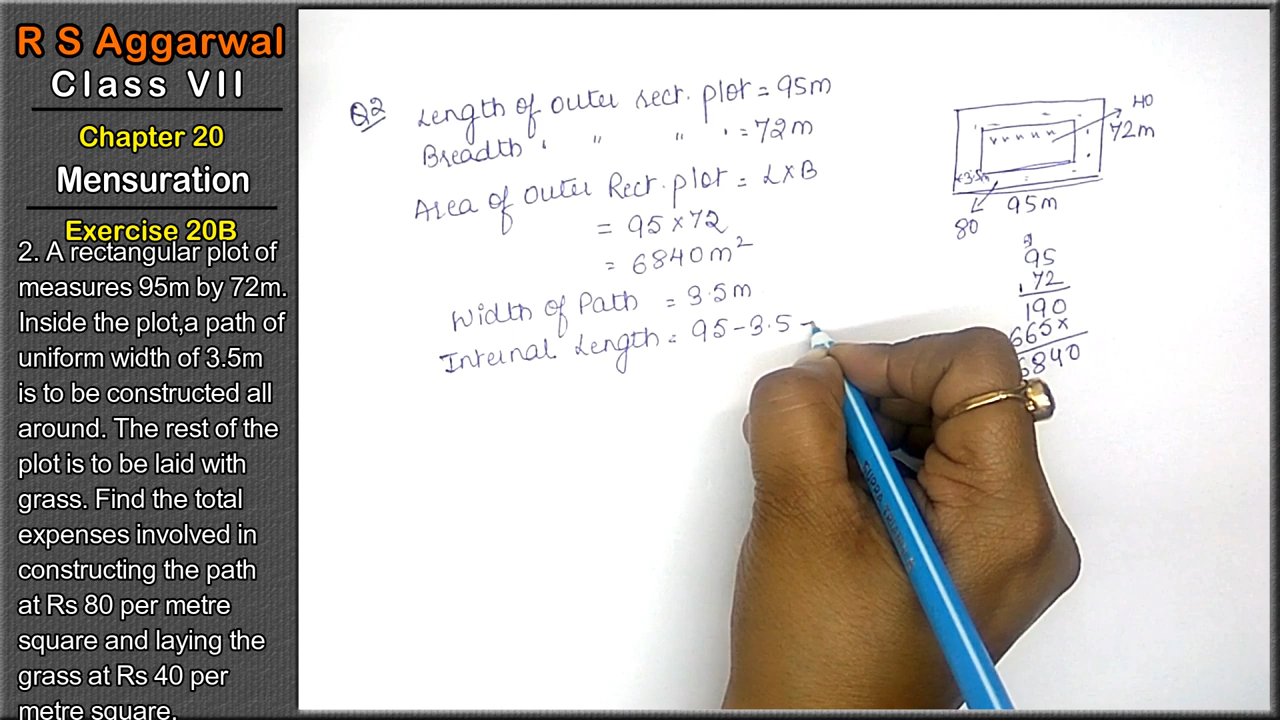 R S Aggarwal
Class VII
Chapter 20
Mensuration
Exercise 20B
2. A rectangular plot of
measures 95m by 72m.
Inside the plot,a path of
uniform width of 3.5m
is to be constructed all
around. The rest of the
plot is to be laid with
grass. Find the total
expenses involved in
constructing the path
at Rs 80 per metre
square and laying the
grass at Rs 40 per
metre square.
Q2 Length of outer rect. plot = 95m
Breadth " " " = 72m
Area of outer Rect. plot = L×B
= 95×72
= 6840m²
Width of Path = 3.5m
Internal Length = 95-3.5-
40
72m
3.5m
95m
80
95
72
190
665×
6840